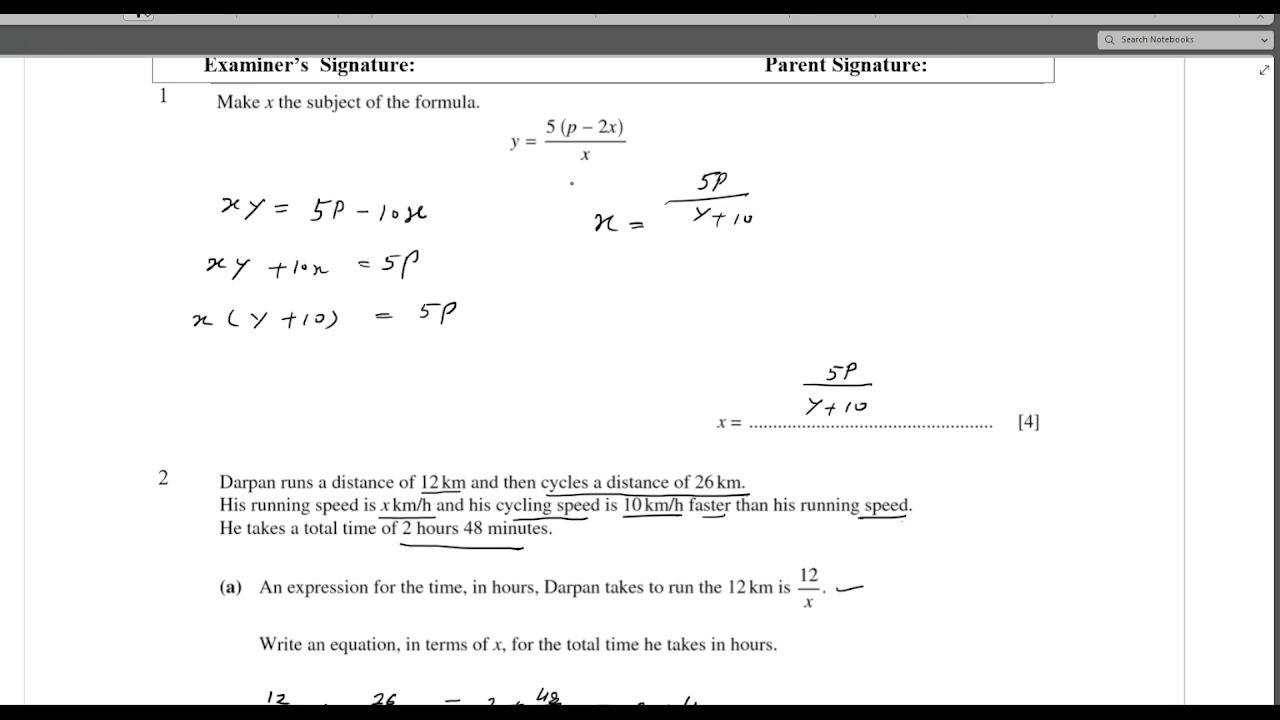 Search Notebooks
Examiner's Signature: Parent Signature:
1 Make x the subject of the formula.
y = 5 (p – 2x) / x
xy = 5P - 10x
x = 5P / y + 10
xy + 10x = 5P
x ( y + 10) = 5P
5P / y + 10
x = .................................................... [4]
2 Darpan runs a distance of 12 km and then cycles a distance of 26 km.
His running speed is x km/h and his cycling speed is 10 km/h faster than his running speed.
He takes a total time of 2 hours 48 minutes.
(a) An expression for the time, in hours, Darpan takes to run the 12 km is 12/x.
Write an equation, in terms of x, for the total time he takes in hours.
12 26 = 48